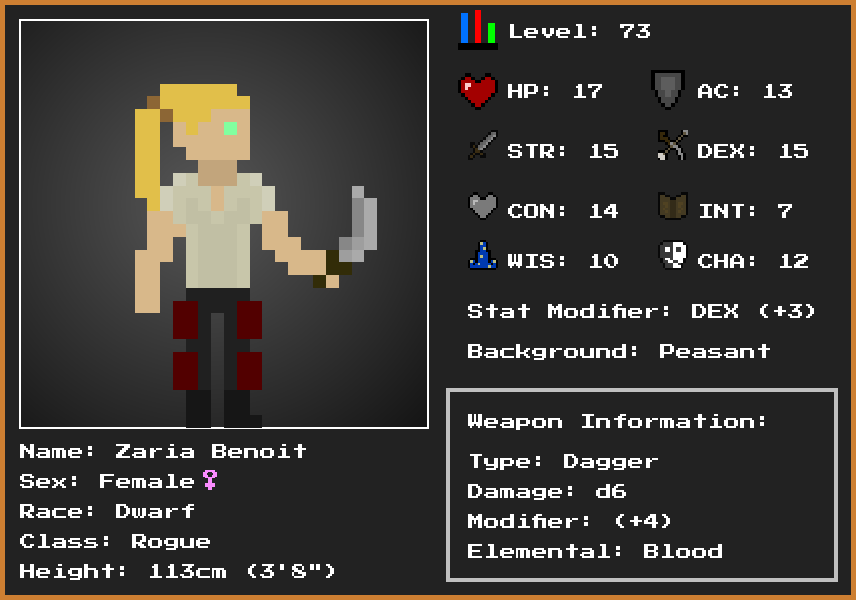 Level: 73
HP: 17
AC: 13
STR: 15
DEX: 15
CON: 14
INT: 7
WIS: 10
CHA: 12
Stat Modifier: DEX (+3)
Background: Peasant
Weapon Information:
Type: Dagger
Damage: d6
Modifier: (+4)
Elemental: Blood
Name: Zaria Benoit
Sex: Female♀
Race: Dwarf
Class: Rogue
Height: 113cm (3'8")